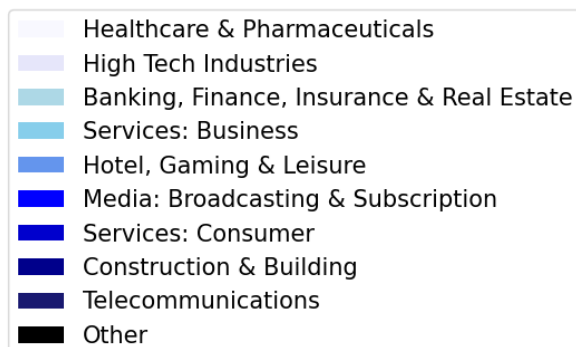 Healthcare & Pharmaceuticals
High Tech Industries
Banking, Finance, Insurance & Real Estate
Services: Business
Hotel, Gaming & Leisure
Media: Broadcasting & Subscription
Services: Consumer
Construction & Building
Telecommunications
Other